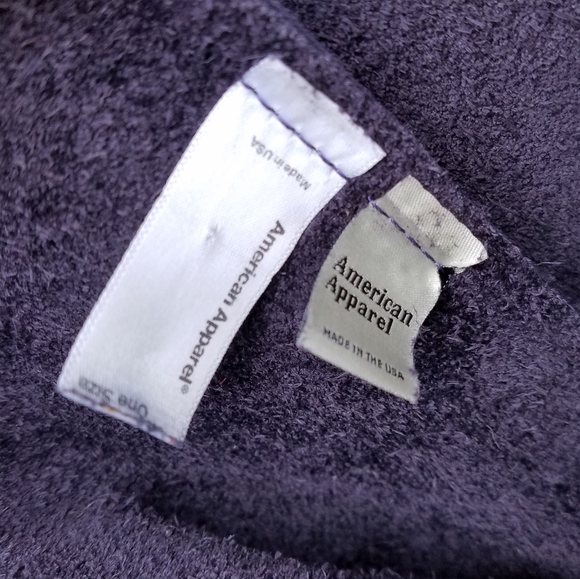 Made in USA
American Apparel®
One Size
American
Apparel
MADE IN THE USA